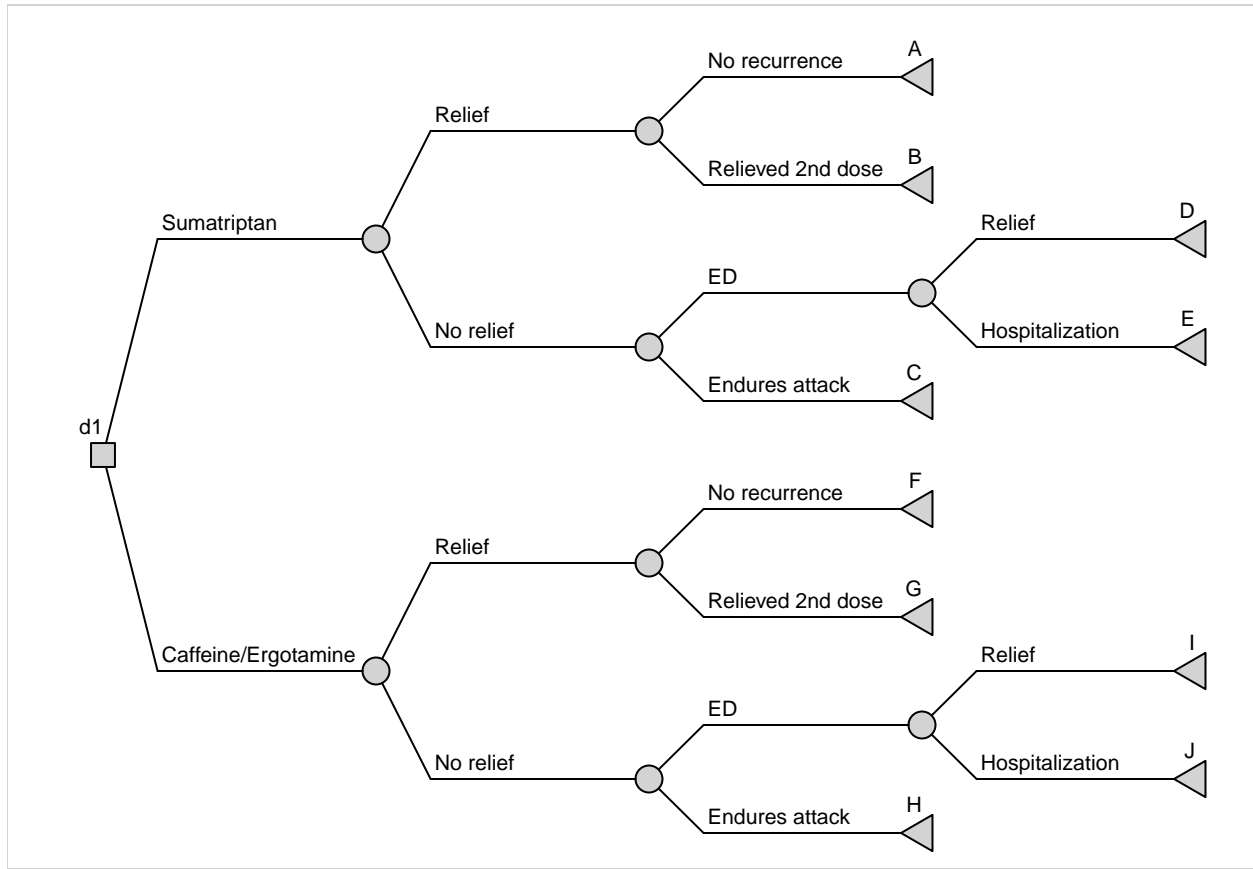 A
No recurrence
Relief
B
Relieved 2nd dose
D
Sumatriptan
Relief
ED
E
No relief
Hospitalization
C
Endures attack
d1
F
No recurrence
Relief
G
Relieved 2nd dose
I
Caffeine/Ergotamine
Relief
ED
J
No relief
Hospitalization
H
Endures attack